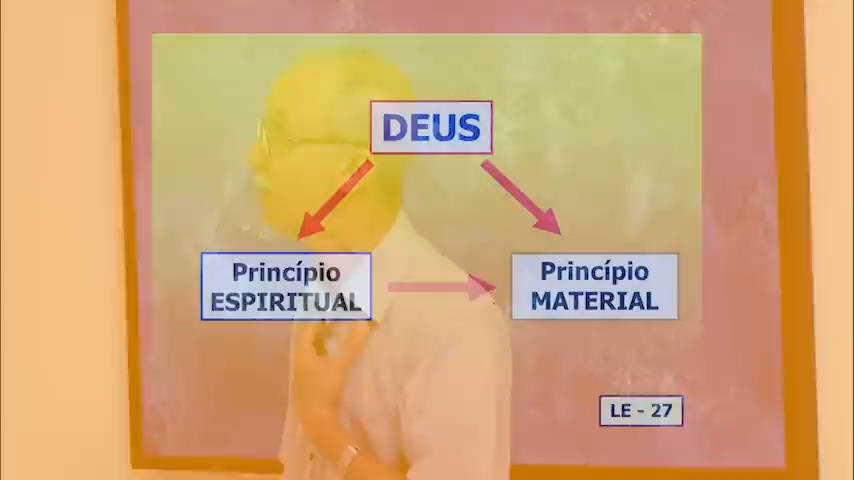 DEUS
Princípio
ESPIRITUAL
Princípio
MATERIAL
LE - 27